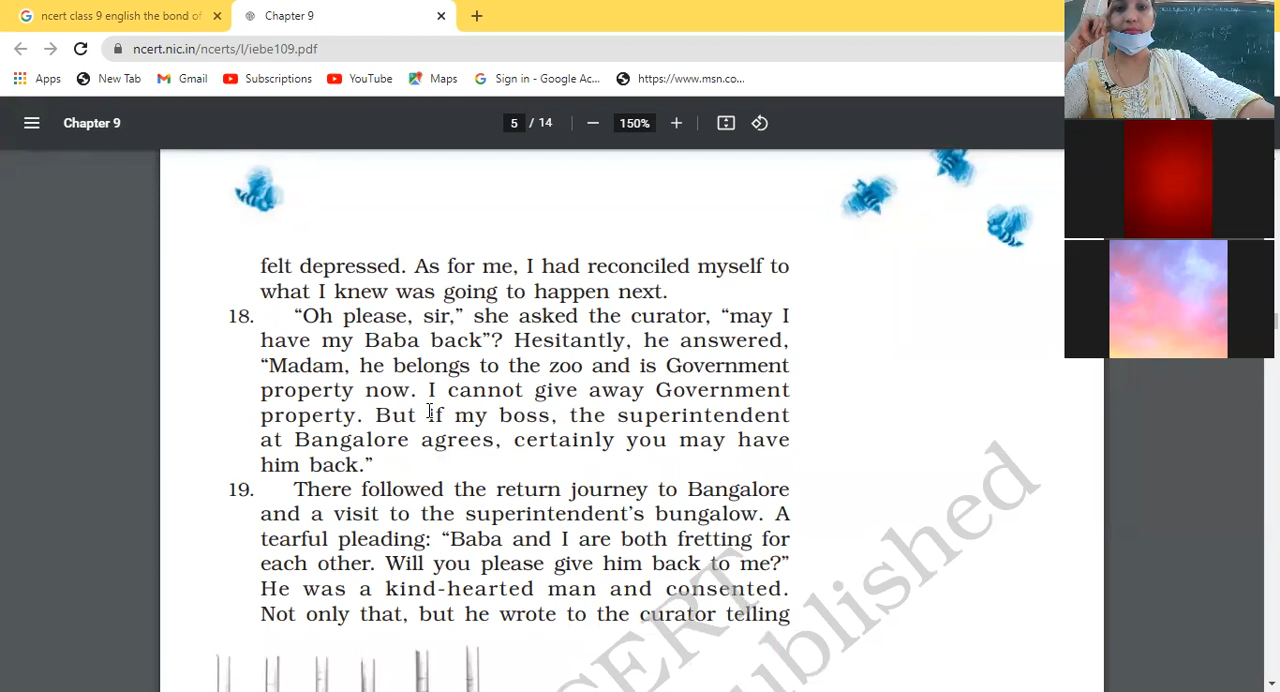 ncert class 9 english the bond of
Chapter 9
ncert.nic.in/ncerts/l/iebe109.pdf
Apps
New Tab
Gmail
Subscriptions
YouTube
Maps
Sign in - Google Ac...
https://www.msn.co...
Chapter 9
5 / 14
150%
felt depressed. As for me, I had reconciled myself to
what I knew was going to happen next.
18. “Oh please, sir,” she asked the curator, “may I
have my Baba back”? Hesitantly, he answered,
“Madam, he belongs to the zoo and is Government
property now. I cannot give away Government
property. But if my boss, the superintendent
at Bangalore agrees, certainly you may have
him back.”
19. There followed the return journey to Bangalore
and a visit to the superintendent’s bungalow. A
tearful pleading: “Baba and I are both fretting for
each other. Will you please give him back to me?”
He was a kind-hearted man and consented.
Not only that, but he wrote to the curator telling
CERT
ublished